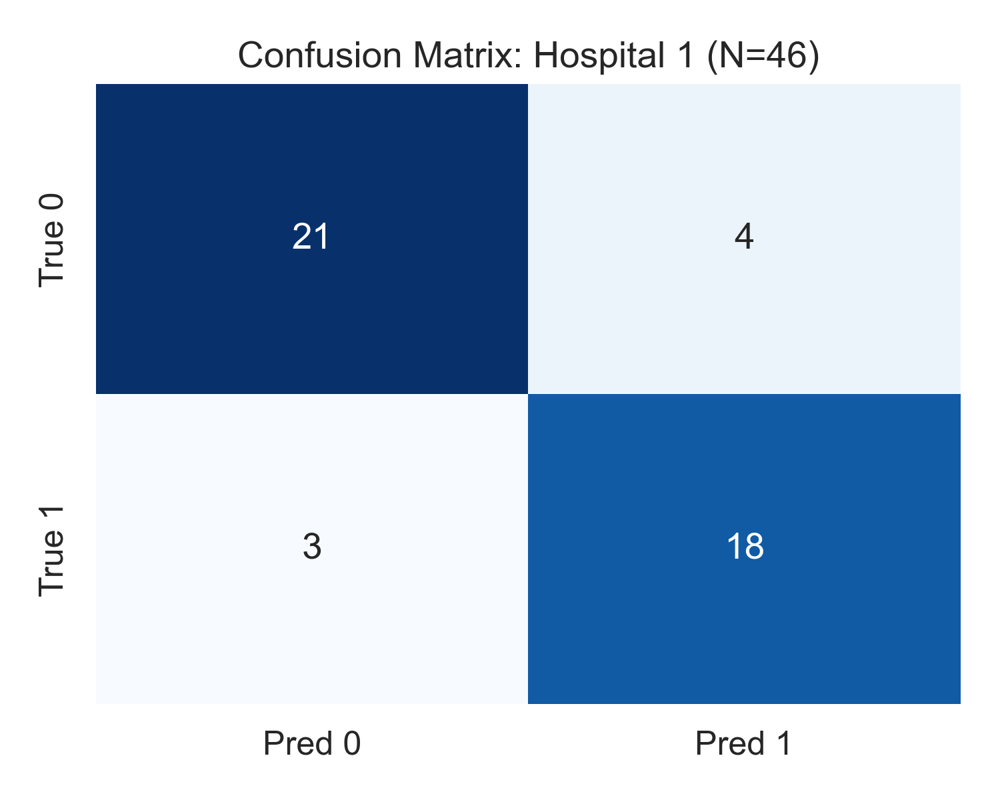 Confusion Matrix: Hospital 1 (N=46)
True 0
21
4
True 1
3
18
Pred 0
Pred 1